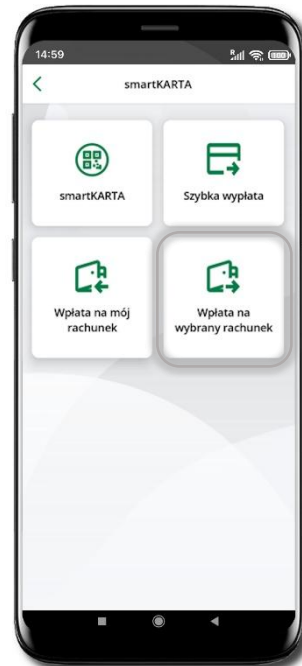 14:59
smartKARTA
smartKARTA
Szybka wypłata
Wpłata na mój
rachunek
Wpłata na
wybrany rachunek